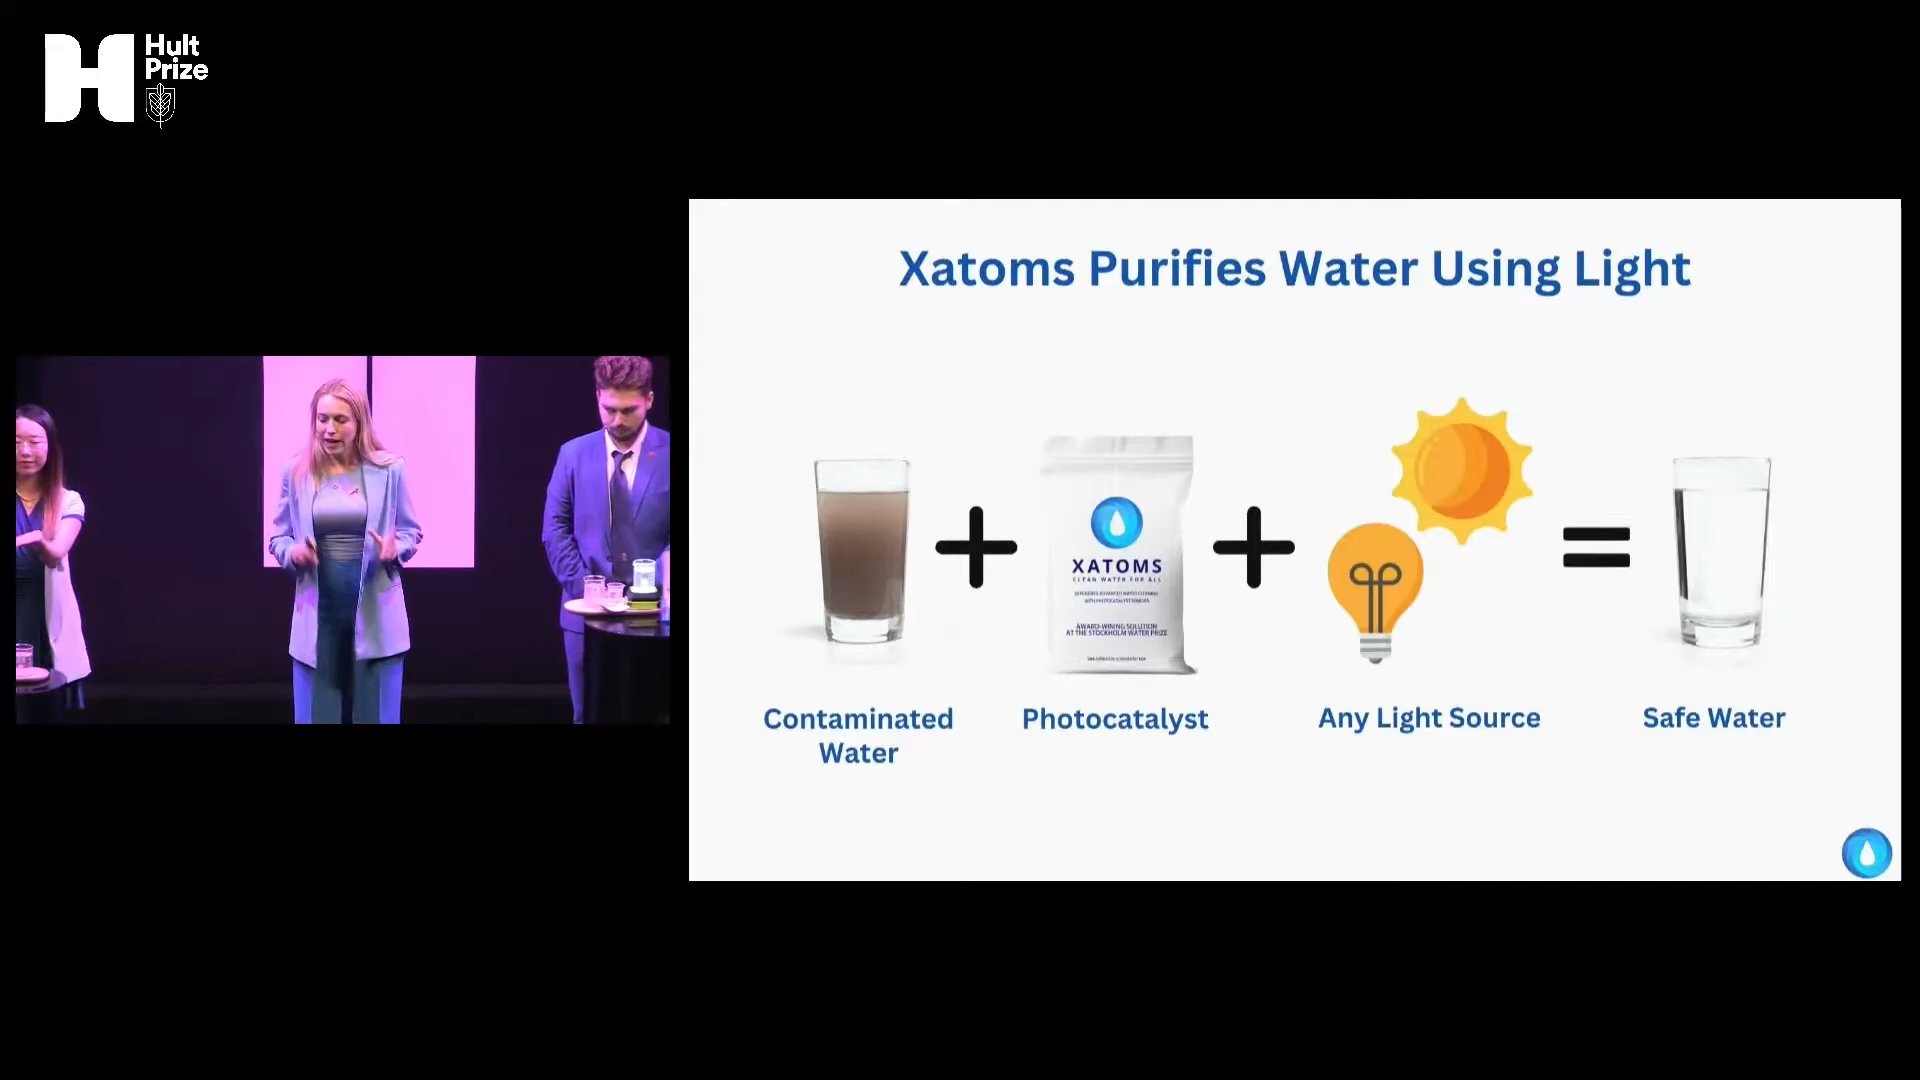 Hult
Prize
Xatoms Purifies Water Using Light
XATOMS
CLEAN WATER FOR ALL
AWARD-WINING SOLUTION
AT THE STOCKHOLM WATER PRIZE
Contaminated
Water
Photocatalyst
Any Light Source
Safe Water